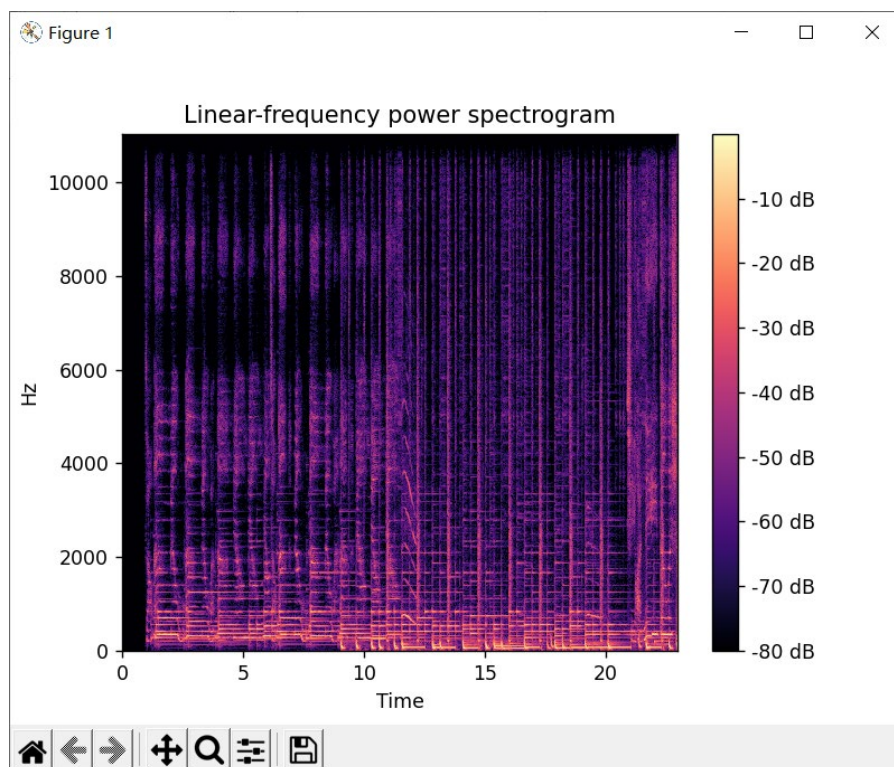 Figure 1
Linear-frequency power spectrogram
10000
8000
6000
4000
2000
0
Hz
0
5
10
15
20
Time
-10 dB
-20 dB
-30 dB
-40 dB
-50 dB
-60 dB
-70 dB
-80 dB